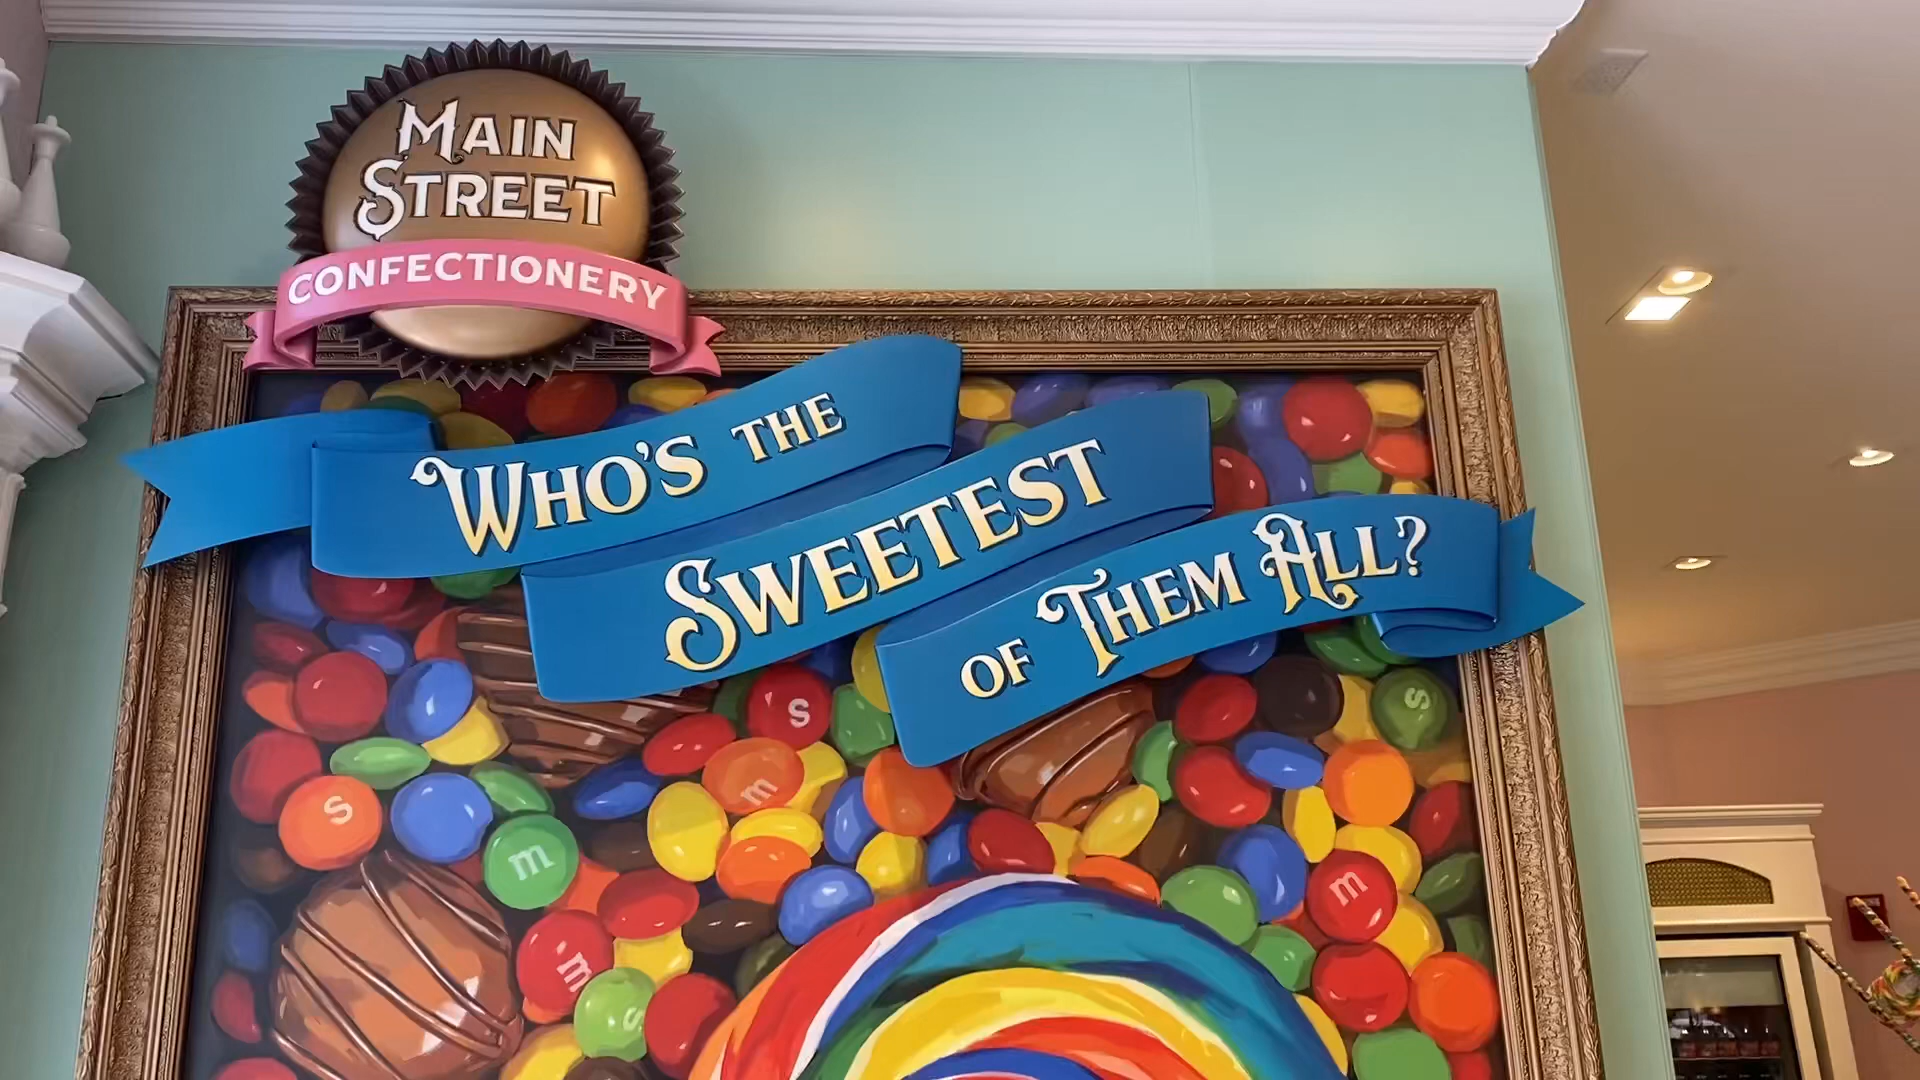 MAIN
STREET
CONFECTIONERY
WHO'S THE
SWEETEST
OF THEM ALL?
s
s
m
m
m
m
s
s